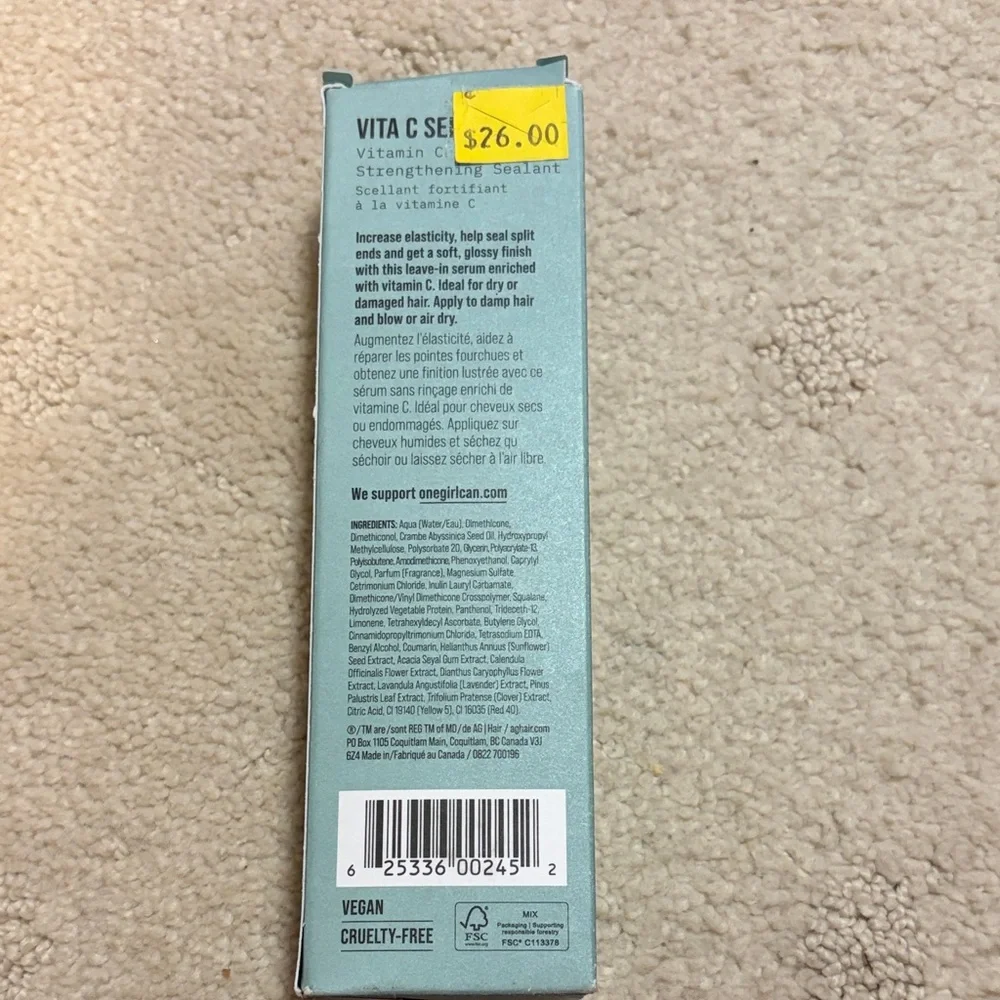 VITA C SE
$26.00
Vitamin C
Strengthening Sealant
Scellant fortifiant
à la vitamine C
Increase elasticity, help seal split
ends and get a soft, glossy finish
with this leave-in serum enriched
with vitamin C. Ideal for dry or
damaged hair. Apply to damp hair
and blow or air dry.
Augmentez l'élasticité, aidez à
réparer les pointes fourchues et
obtenez une finition lustrée avec ce
sérum sans rinçage enrichi de
vitamine C. Idéal pour cheveux secs
ou endommagés. Appliquez sur
cheveux humides et séchez qu
séchoir ou laissez sécher à l'air libre.
We support onegirlcan.com
INGREDIENTS: Aqua (Water/Eau), Dimethicone,
Dimethiconol, Crambe Abyssinica Seed Oil, Hydroxypropyl
Methylcellulose, Polysorbate 20, Glycerin, Polyacrylate-13,
Polyisobutene, Amodimethicone, Phenoxyethanol, Caprylyl
Glycol, Parfum (Fragrance), Magnesium Sulfate,
Cetrimonium Chloride, Inulin Lauryl Carbamate,
Dimethicone/Vinyl Dimethicone Crosspolymer, Squalane,
Hydrolyzed Vegetable Protein, Panthenol, Trideceth-12,
Limonene, Tetrahexyldecyl Ascorbate, Butylene Glycol,
Cinnamidopropyltrimonium Chloride, Tetrasodium EDTA,
Benzyl Alcohol, Coumarin, Helianthus Annuus (Sunflower)
Seed Extract, Acacia Seyal Gum Extract, Calendula
Officinalis Flower Extract, Dianthus Caryophyllus Flower
Extract, Lavandula Angustifolia (Lavender) Extract, Pinus
Palustris Leaf Extract, Trifolium Pratense (Clover) Extract,
Citric Acid, CI 19140 (Yellow 5), CI 16035 (Red 40).
®/TM are/sont REG TM of MD/de AG | Hair / aghair.com
PO Box 1105 Coquitlam Main, Coquitlam, BC Canada V3J
6Z4 Made in/Fabriqué au Canada / 0822 700196
6 25336 00245 2
VEGAN
CRUELTY-FREE
FSC
www.fsc.org
MIX
Packaging | Supporting
responsible forestry
FSC® C113378